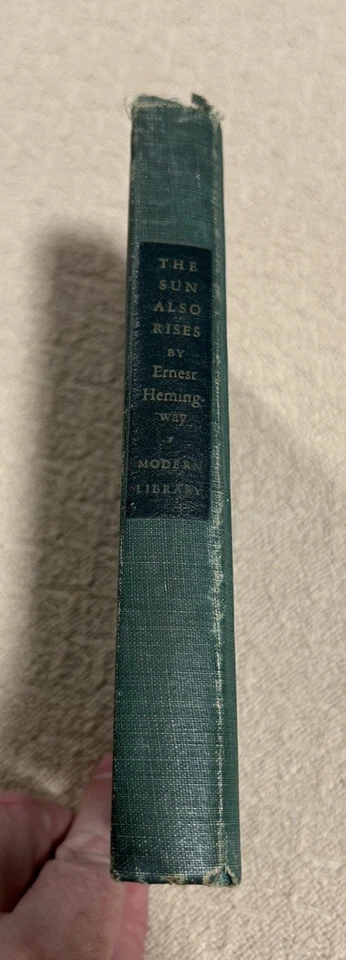 THE
SUN
ALSO
RISES
BY
Ernest
Heming-
way
MODERN
LIBRARY